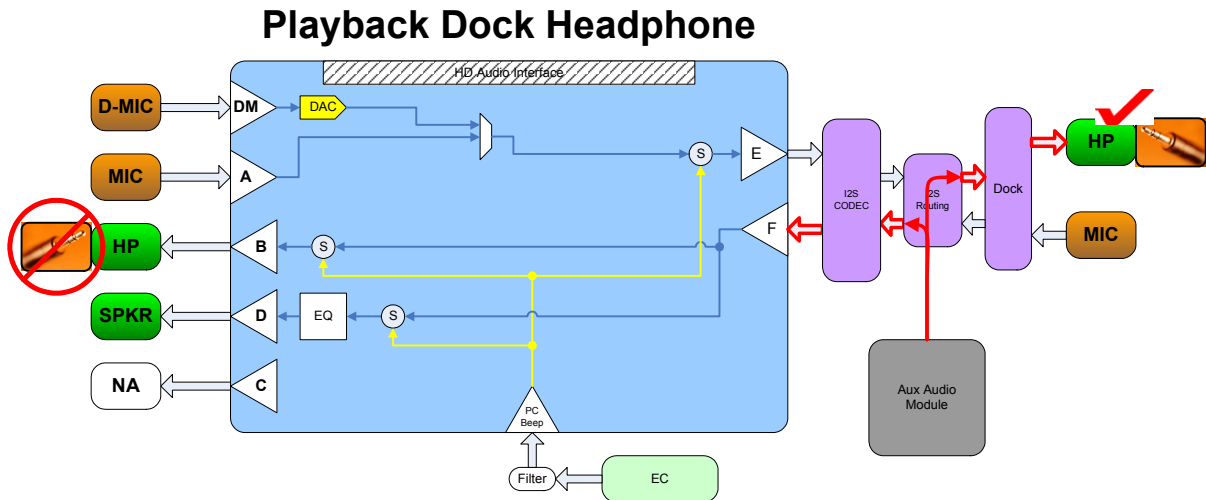 Playback Dock Headphone
HD Audio Interface
D-MIC
DM
DAC
MIC
A
S
E
I2S
CODEC
I2S
Routing
Dock
HP
HP
B
S
F
MIC
SPKR
D
EQ
S
NA
C
PC
Beep
Aux Audio
Module
Filter
EC